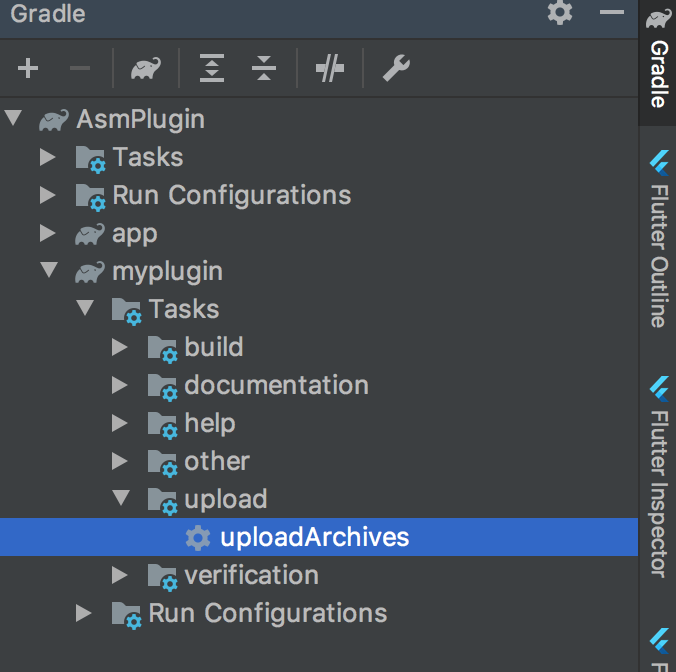 Gradle
AsmPlugin
Tasks
Run Configurations
app
myplugin
Tasks
build
documentation
help
other
upload
uploadArchives
verification
Run Configurations
Gradle
Flutter Outline
Flutter Inspector